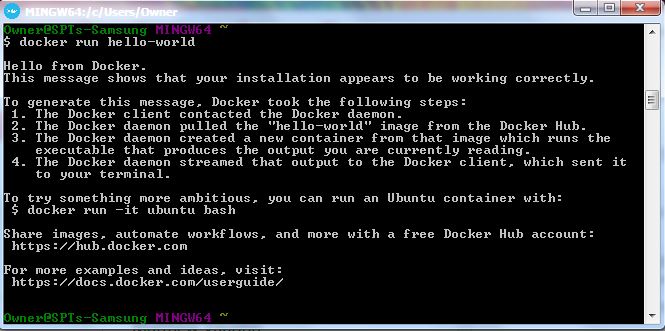 MINGW64:/c/Users/Owner
Owner@SPTs-Samsung MINGW64 ~
$ docker run hello-world
Hello from Docker.
This message shows that your installation appears to be working correctly.
To generate this message, Docker took the following steps:
1. The Docker client contacted the Docker daemon.
2. The Docker daemon pulled the "hello-world" image from the Docker Hub.
3. The Docker daemon created a new container from that image which runs the
executable that produces the output you are currently reading.
4. The Docker daemon streamed that output to the Docker client, which sent it
to your terminal.
To try something more ambitious, you can run an Ubuntu container with:
$ docker run -it ubuntu bash
Share images, automate workflows, and more with a free Docker Hub account:
https://hub.docker.com
For more examples and ideas, visit:
https://docs.docker.com/userguide/
Owner@SPTs-Samsung MINGW64 ~